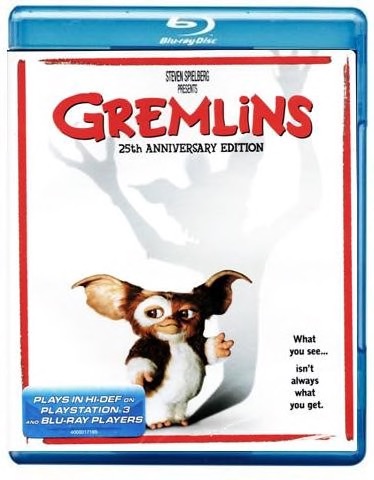 Blu-ray Disc
STEVEN SPIELBERG
PRESENTS
GREMLiNS
25th ANNIVERSARY EDITION
What
you see...
isn't
always
what
you get.
PLAYS IN HI-DEF ON
PLAYSTATION 3
AND BLU-RAY PLAYERS